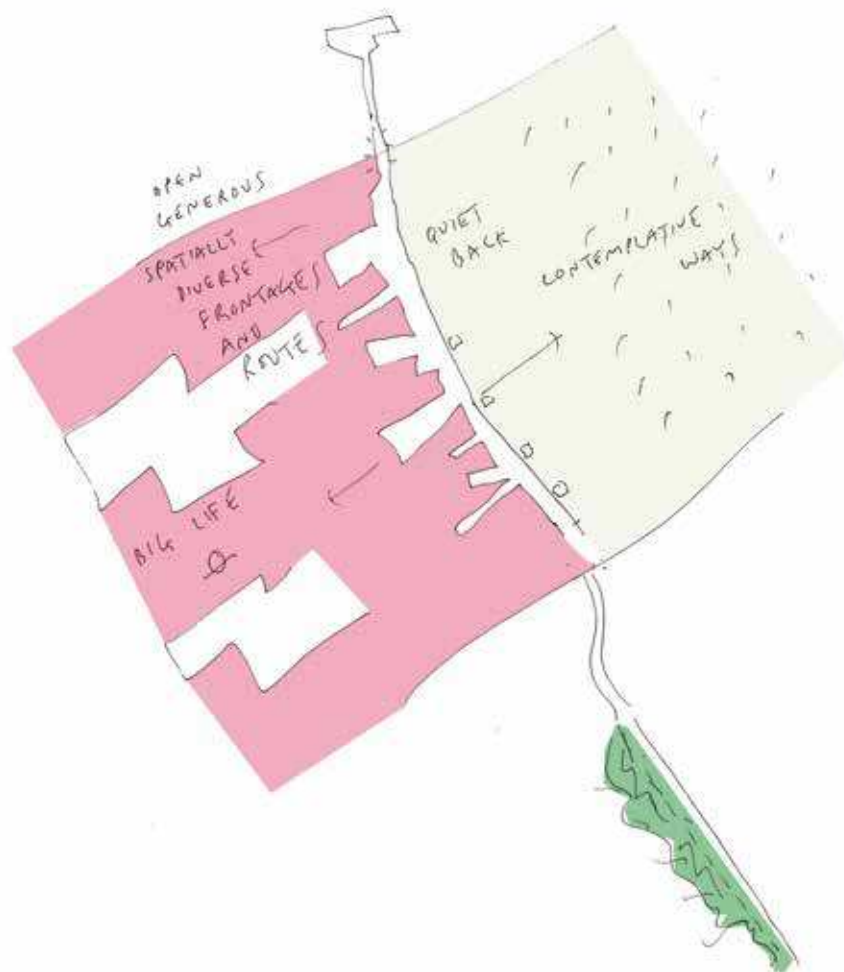 OPEN
GENEROUS
SPATIALLY
DIVERSE
FRONTAGES
AND
ROUTES
BIG LIFE
QUIET
BACK
CONTEMPLATIVE
WAYS